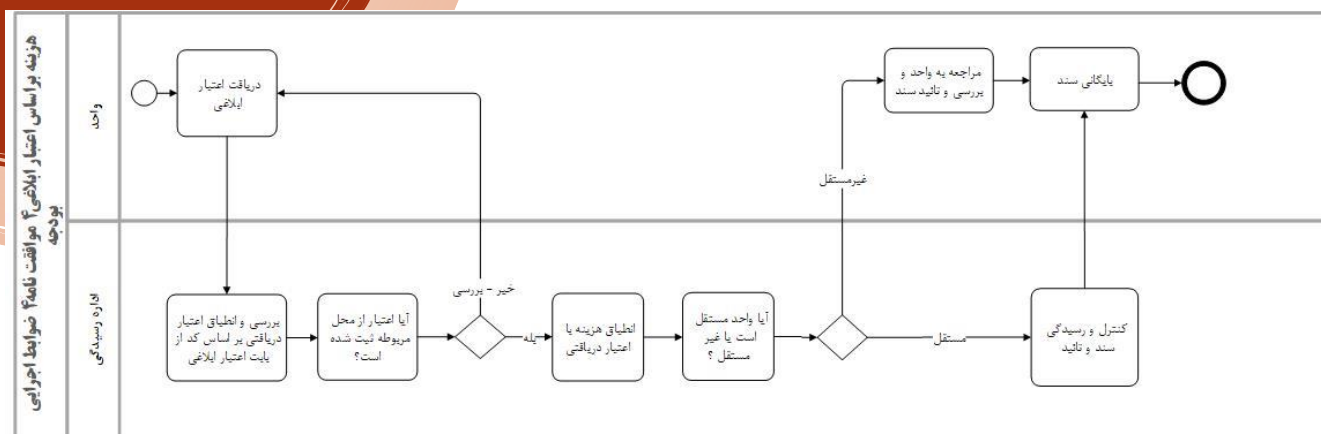 هزینه براساس اعتبار ابلاغی۴ موافقت نامه۴ ضوابط اجرایی
بودجه
واحد
دریافت اعتبار
ابلاغی
مراجعه به واحد و
بررسی و تائید سند
بایگانی سند
غیرمستقل
اداره رسیدگی
بررسی و انطباق اعتبار
دریافتی بر اساس کد از
بابت اعتبار ابلاغی
آیا اعتبار از محل
مربوطه ثبت شده
است؟
خیر - بررسی
بله
انطباق هزینه با
اعتبار دریافتی
آیا واحد مستقل
است یا غیر
مستقل ؟
مستقل
کنترل و رسیدگی
سند و تائید